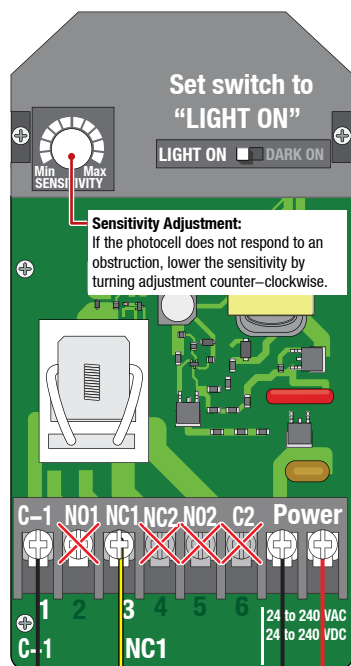 Set switch to
“LIGHT ON”
LIGHT ON DARK ON
Min Max
SENSITIVITY
Sensitivity Adjustment:
If the photocell does not respond to an
obstruction, lower the sensitivity by
turning adjustment counter–clockwise.
C–1 NO1 NC1 NC2 NO2 C2 Power
1 2 3 4 5 6
24 to 240 VAC
24 to 240 VDC
C–1 NC1